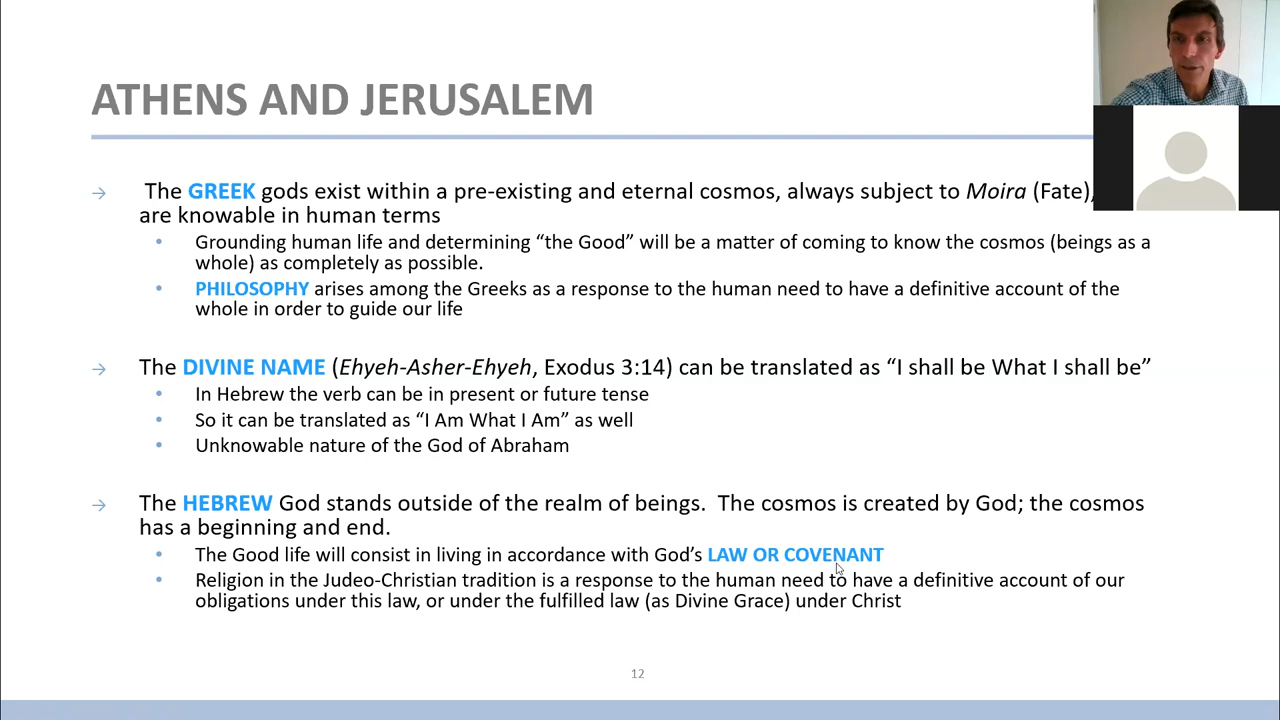 ATHENS AND JERUSALEM
→ The GREEK gods exist within a pre-existing and eternal cosmos, always subject to Moira (Fate),
are knowable in human terms
• Grounding human life and determining “the Good” will be a matter of coming to know the cosmos (beings as a
whole) as completely as possible.
• PHILOSOPHY arises among the Greeks as a response to the human need to have a definitive account of the
whole in order to guide our life
→ The DIVINE NAME (Ehyeh-Asher-Ehyeh, Exodus 3:14) can be translated as “I shall be What I shall be”
• In Hebrew the verb can be in present or future tense
• So it can be translated as “I Am What I Am” as well
• Unknowable nature of the God of Abraham
→ The HEBREW God stands outside of the realm of beings.  The cosmos is created by God; the cosmos
has a beginning and end.
• The Good life will consist in living in accordance with God’s LAW OR COVENANT
• Religion in the Judeo-Christian tradition is a response to the human need to have a definitive account of our
obligations under this law, or under the fulfilled law (as Divine Grace) under Christ
12